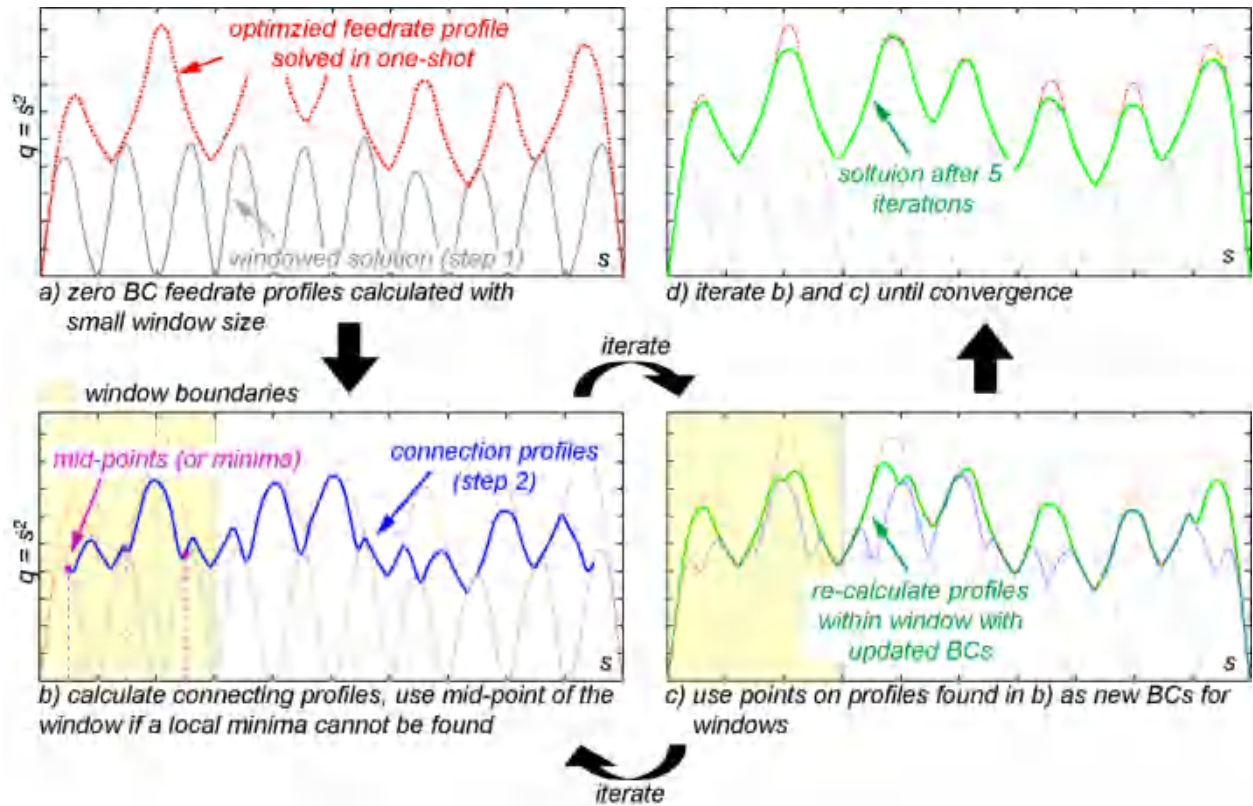 optimzied feedrate profile
solved in one-shot
q = ṡ²
windowed solution (step 1)
s
a) zero BC feedrate profiles calculated with
small window size
soltuion after 5
iterations
s
d) iterate b) and c) until convergence
iterate
window boundaries
mid-points (or minima)
connection profiles
(step 2)
q = ṡ²
s
b) calculate connecting profiles, use mid-point of the
window if a local minima cannot be found
re-calculate profiles
within window with
updated BCs
s
c) use points on profiles found in b) as new BCs for
windows
iterate